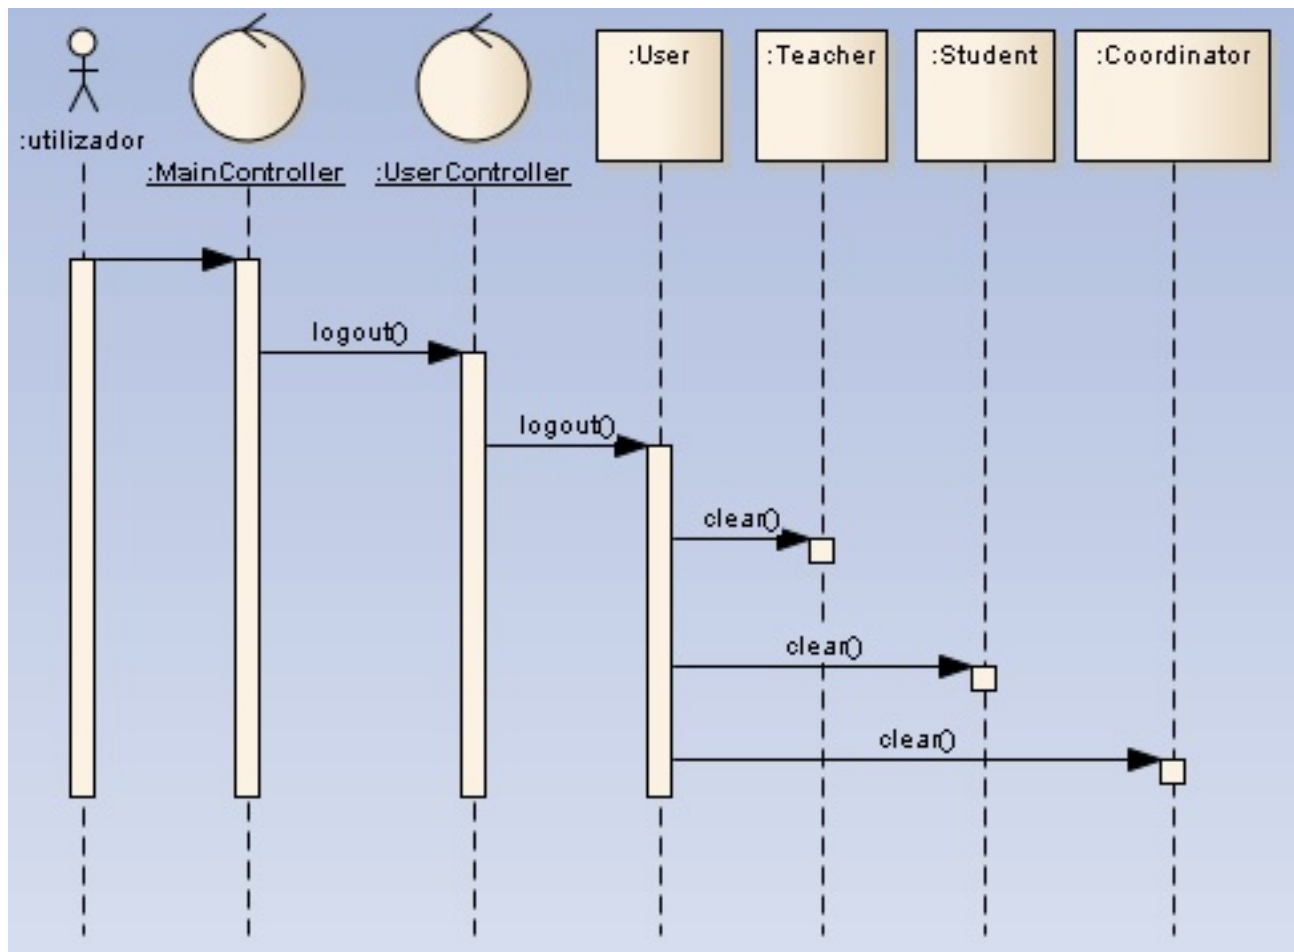 :User
:Teacher
:Student
:Coordinator
:utilizador
:MainController
:UserController
logout()
logout()
clear()
clear()
clear()